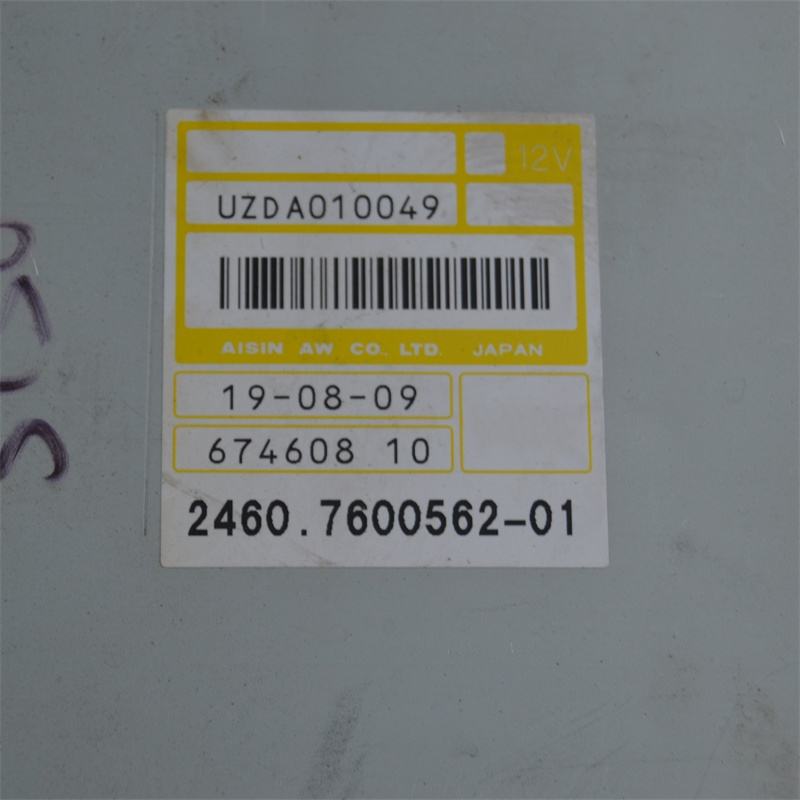 12V
UZDA010049
AISIN AW CO., LTD. JAPAN
19-08-09
674608 10
2460.7600562-01